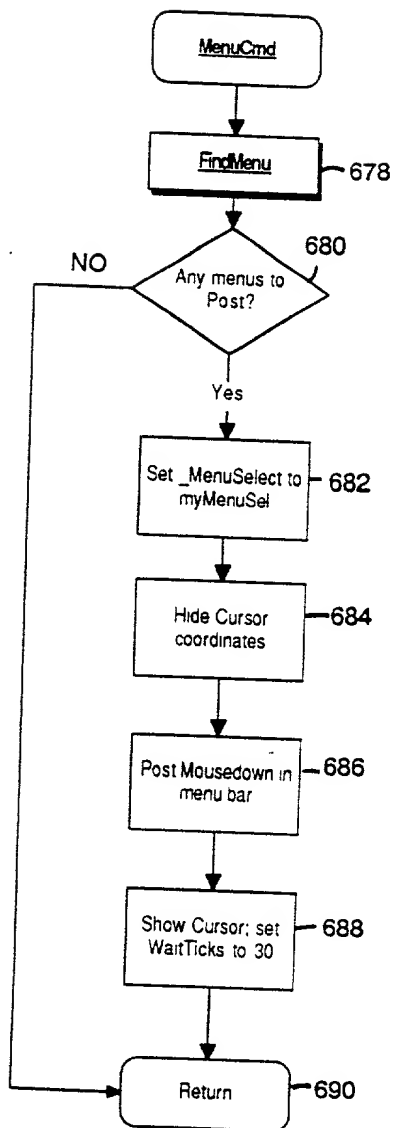 MenuCmd
FindMenu
678
680
NO
Any menus to
Post?
Yes
Set _MenuSelect to
myMenuSel
682
Hide Cursor
coordinates
684
Post Mousedown in
menu bar
686
Show Cursor; set
WaitTicks to 30
688
Return
690